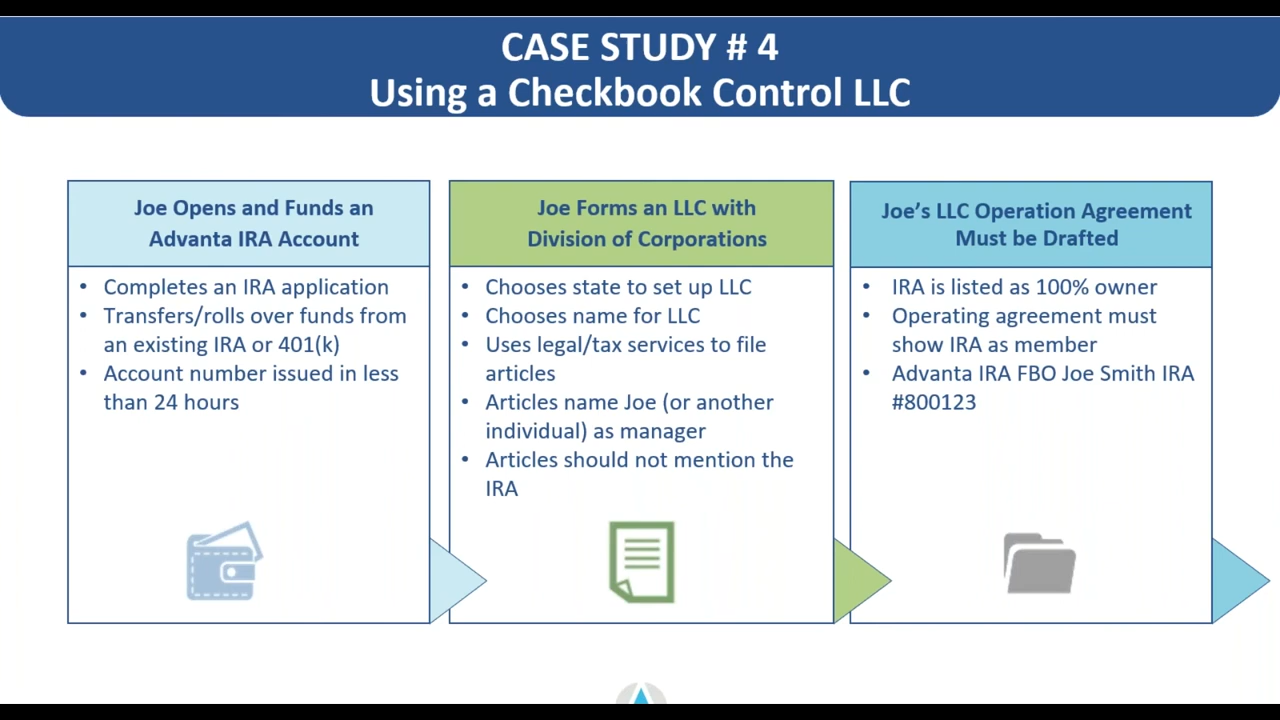 CASE STUDY # 4
Using a Checkbook Control LLC
Joe Opens and Funds an
Advanta IRA Account
• Completes an IRA application
• Transfers/rolls over funds from
an existing IRA or 401(k)
• Account number issued in less
than 24 hours
Joe Forms an LLC with
Division of Corporations
• Chooses state to set up LLC
• Chooses name for LLC
• Uses legal/tax services to file
articles
• Articles name Joe (or another
individual) as manager
• Articles should not mention the
IRA
Joe’s LLC Operation Agreement
Must be Drafted
• IRA is listed as 100% owner
• Operating agreement must
show IRA as member
• Advanta IRA FBO Joe Smith IRA
#800123